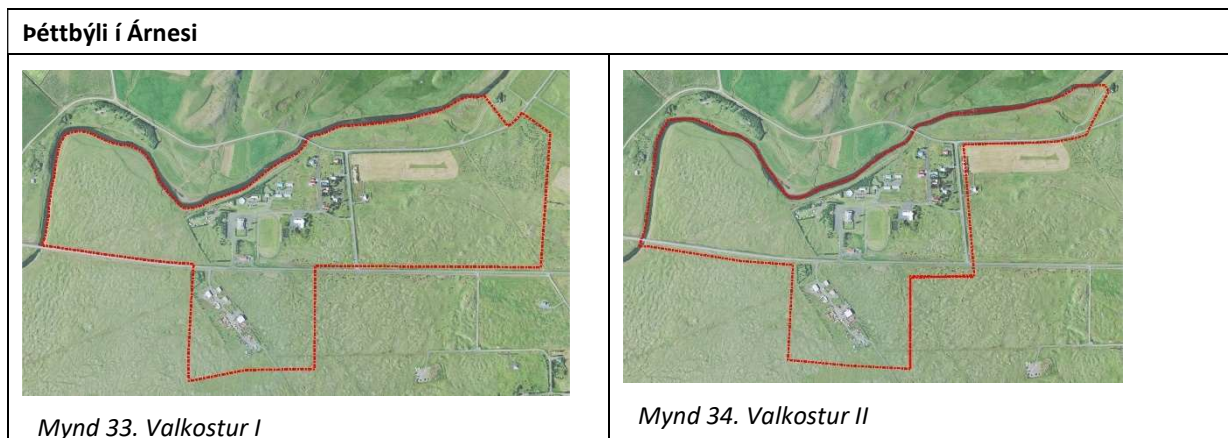 Þéttbýli í Árnesi
Mynd 33. Valkostur I
Mynd 34. Valkostur II